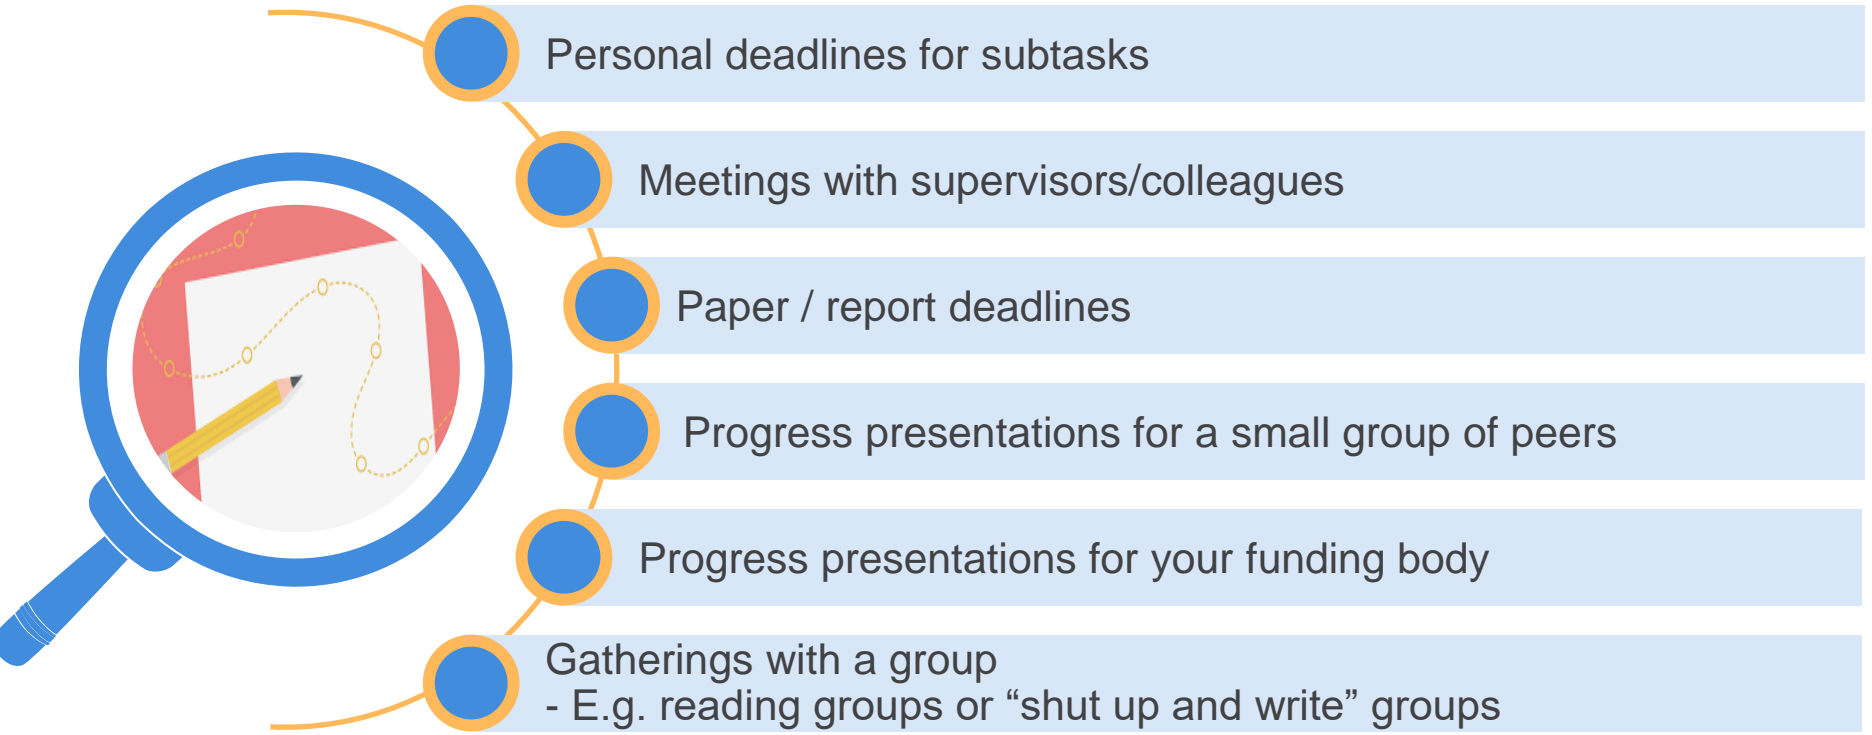 Personal deadlines for subtasks
Meetings with supervisors/colleagues
Paper / report deadlines
Progress presentations for a small group of peers
Progress presentations for your funding body
Gatherings with a group
- E.g. reading groups or “shut up and write” groups